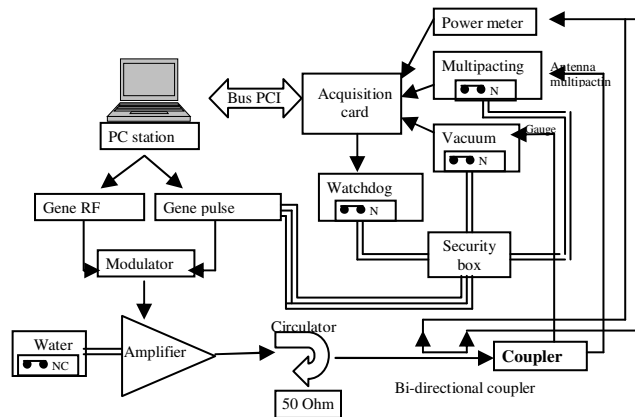 Power meter
Multipacting
N
Antenna
multipactin
Bus PCI
Acquisition
card
PC station
Vacuum
N
Gauge
Watchdog
N
Gene RF
Gene pulse
Security
box
Modulator
Water
NC
Amplifier
Circulator
Coupler
50 Ohm
Bi-directional coupler